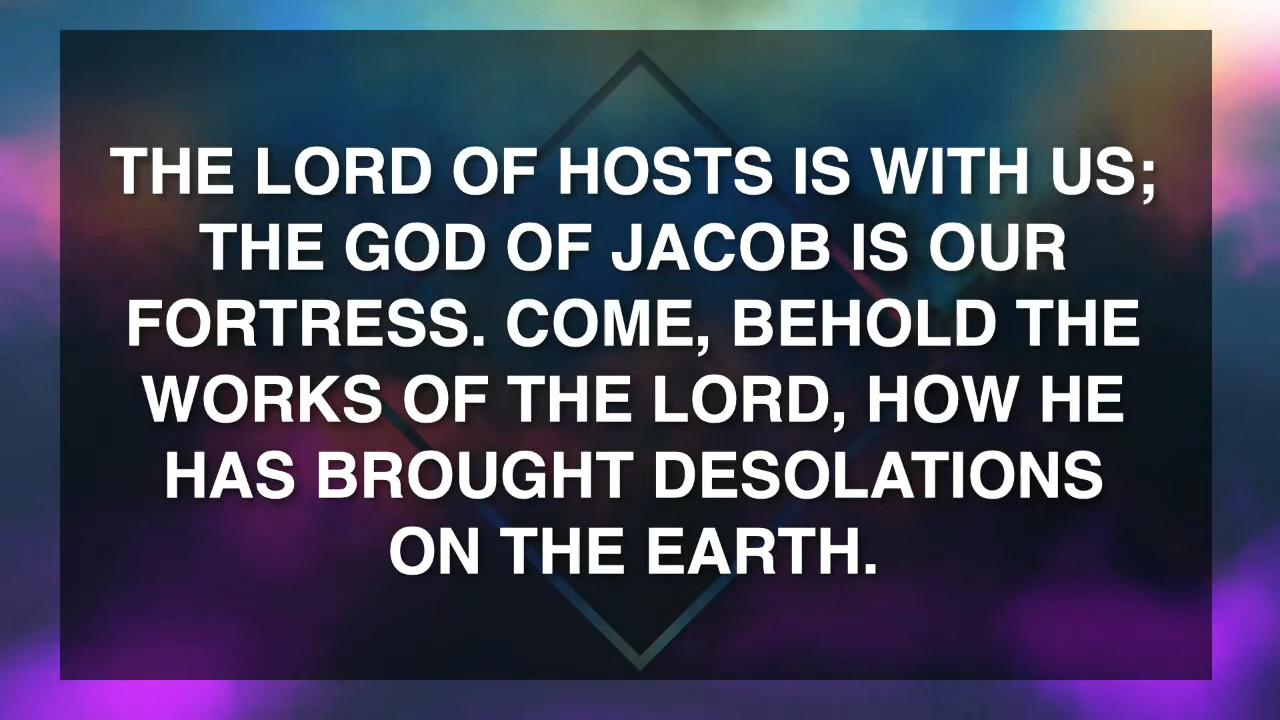 THE LORD OF HOSTS IS WITH US;
THE GOD OF JACOB IS OUR
FORTRESS. COME, BEHOLD THE
WORKS OF THE LORD, HOW HE
HAS BROUGHT DESOLATIONS
ON THE EARTH.